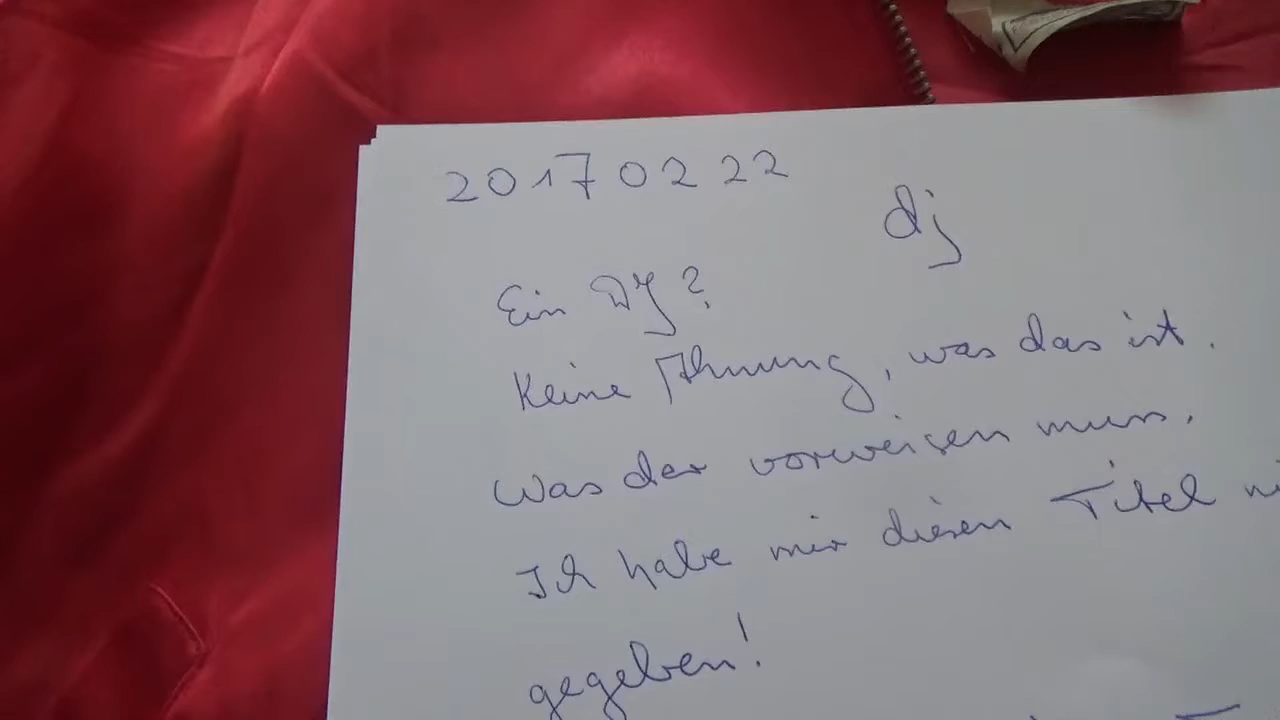 20170222
dj
Ein DJ?
Keine Ahnung, was das ist.
Was der vorweisen muss.
Ich habe mir diesen Titel
gegeben!